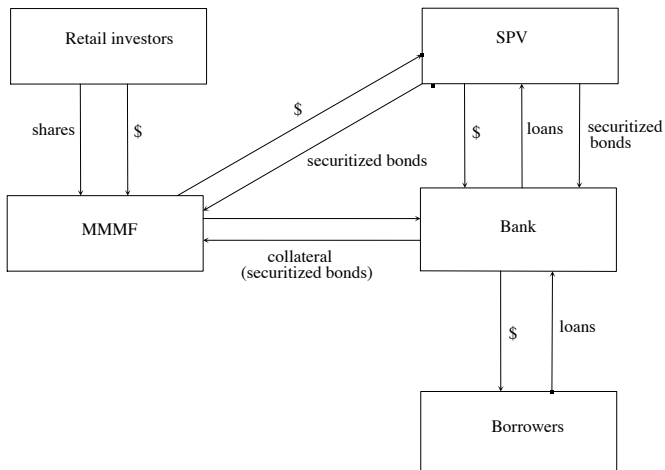 Retail investors
SPV
shares
$
$
securitized bonds
$
loans
securitized
bonds
MMMF
Bank
collateral
(securitized bonds)
$
loans
Borrowers